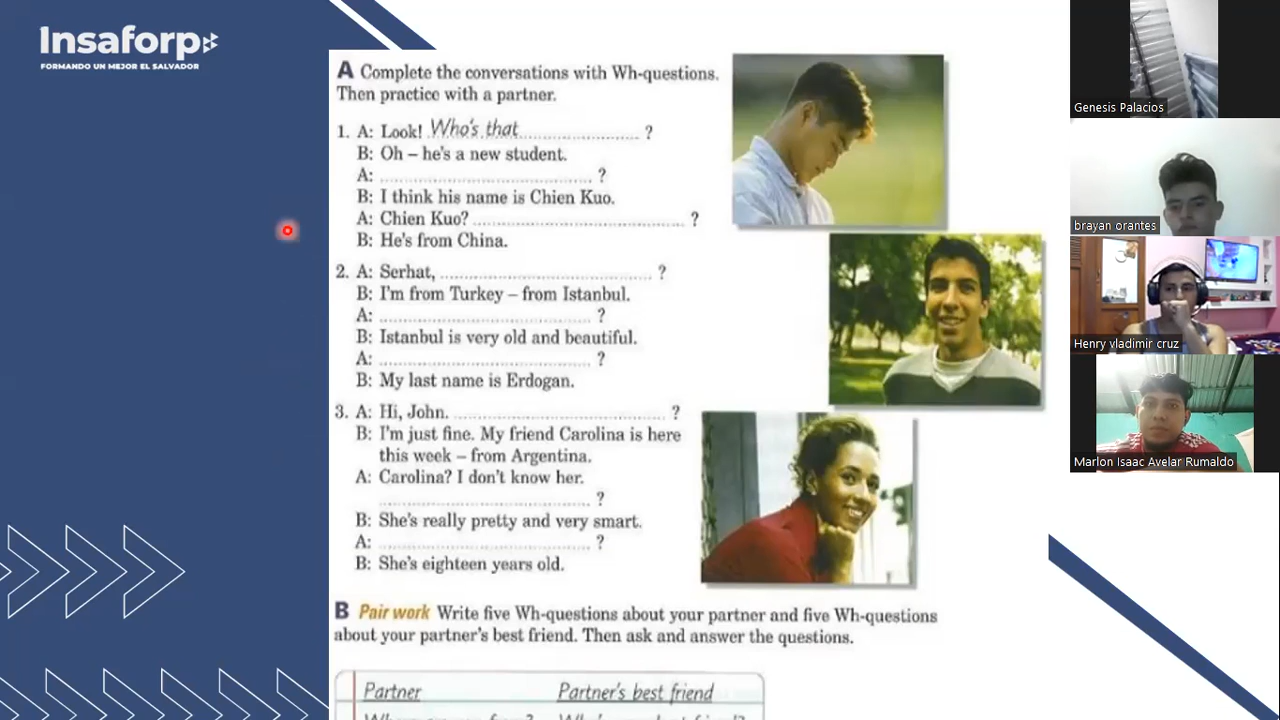 Insaforp
FORMANDO UN MEJOR EL SALVADOR
A Complete the conversations with Wh-questions.
Then practice with a partner.
1. A: Look! Who's that ?
B: Oh – he's a new student.
A: ?
B: I think his name is Chien Kuo.
A: Chien Kuo? ?
B: He's from China.
2. A: Serhat, ?
B: I'm from Turkey – from Istanbul.
A: ?
B: Istanbul is very old and beautiful.
A: ?
B: My last name is Erdogan.
3. A: Hi, John. ?
B: I'm just fine. My friend Carolina is here
this week – from Argentina.
A: Carolina? I don't know her.
?
B: She's really pretty and very smart.
A: ?
B: She's eighteen years old.
B Pair work Write five Wh-questions about your partner and five Wh-questions
about your partner's best friend. Then ask and answer the questions.
Partner Partner's best friend
Genesis Palacios
brayan orantes
Henry vladimir cruz
Marlon Isaac Avelar Rumaldo